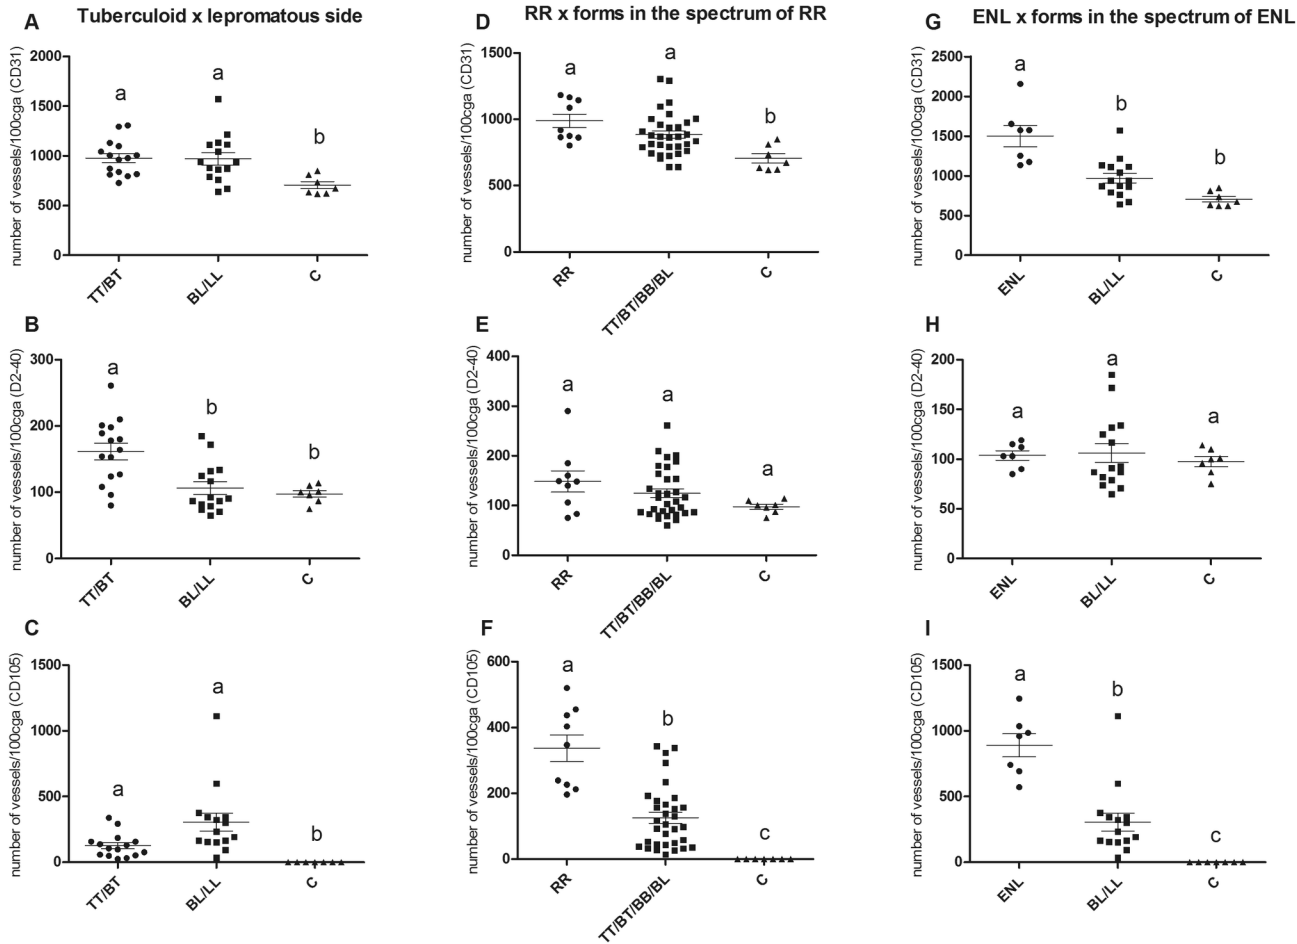 Tuberculoid x lepromatous side
RR x forms in the spectrum of RR
ENL x forms in the spectrum of ENL
A
number of vessels/100cga (CD31)
2000
1500
1000
500
0
a
a
b
TT/BT
BL/LL
C
D
number of vessels/100cga (CD31)
1500
1000
500
0
a
a
b
RR
TT/BT/BB/BL
C
G
number of vessels/100cga (CD31)
2500
2000
1500
1000
500
0
a
b
b
ENL
BL/LL
C
B
number of vessels/100cga (D2-40)
300
200
100
0
a
b
b
TT/BT
BL/LL
C
E
number of vessels/100cga (D2-40)
400
300
200
100
0
a
a
a
RR
TT/BT/BB/BL
C
H
number of vessels/100cga (D2-40)
200
150
100
50
0
a
a
a
ENL
BL/LL
C
C
number of vessels/100cga (CD105)
1500
1000
500
0
a
a
b
TT/BT
BL/LL
C
F
number of vessels/100cga (CD105)
600
400
200
0
a
b
c
RR
TT/BT/BB/BL
C
I
number of vessels/100cga (CD105)
1500
1000
500
0
a
b
c
ENL
BL/LL
C